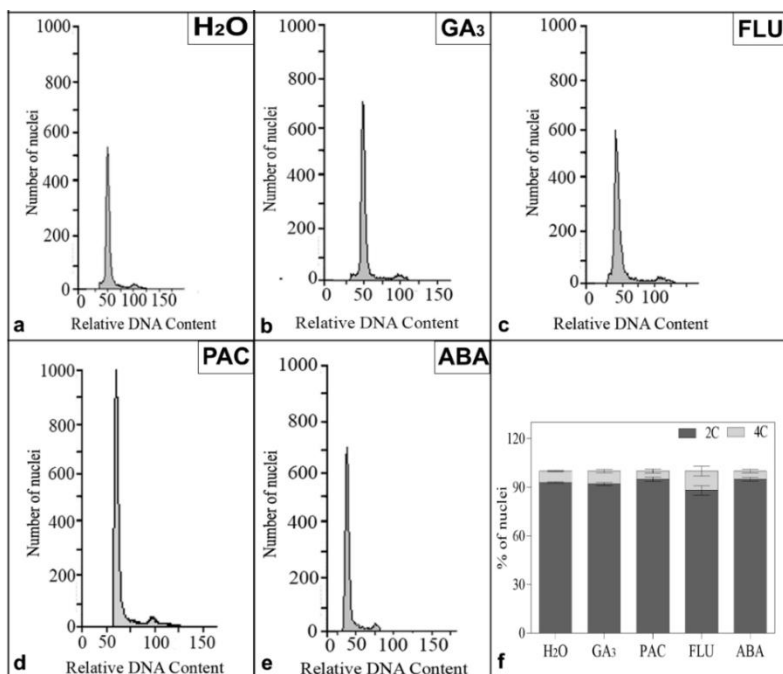 H2O
1000
800
600
400
200
0
Number of nuclei
0 50 100 150
Relative DNA Content
a
GA3
1000
800
600
400
200
0
Number of nuclei
0 50 100 150
Relative DNA Content
b
FLU
1000
800
600
400
200
0
Number of nuclei
0 50 100
Relative DNA Content
c
PAC
1000
800
600
400
200
0
Number of nuclei
0 50 100 150
Relative DNA Content
d
ABA
1000
800
600
400
200
0
Number of nuclei
0 50 100 150
Relative DNA Content
e
2C 4C
120
90
60
30
0
% of nuclei
H2O GA3 PAC FLU ABA
f